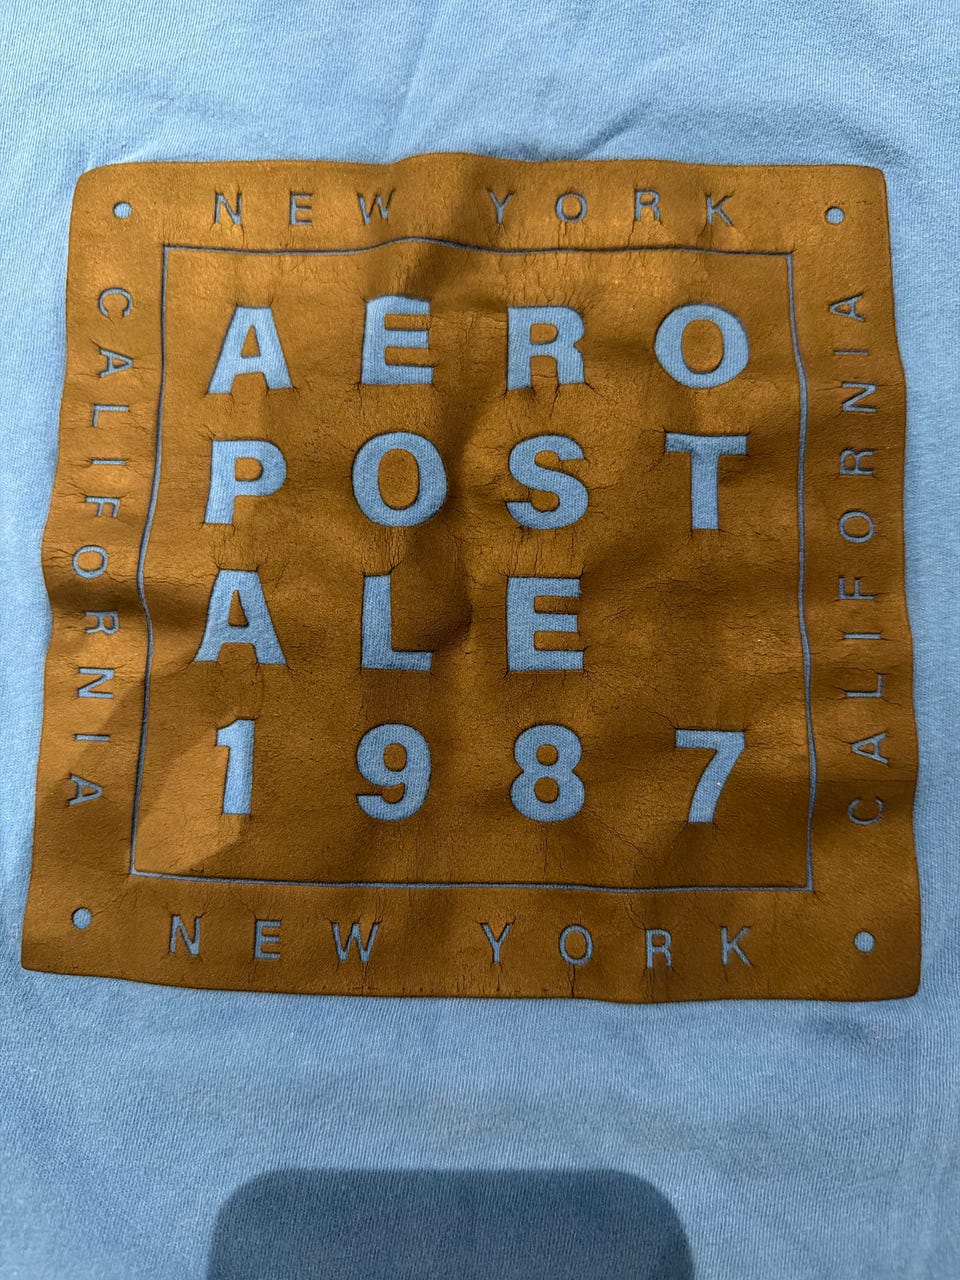 NEW YORK
CALIFORNIA
AERO
POST
ALE
1987
CALIFORNIA
NEW YORK